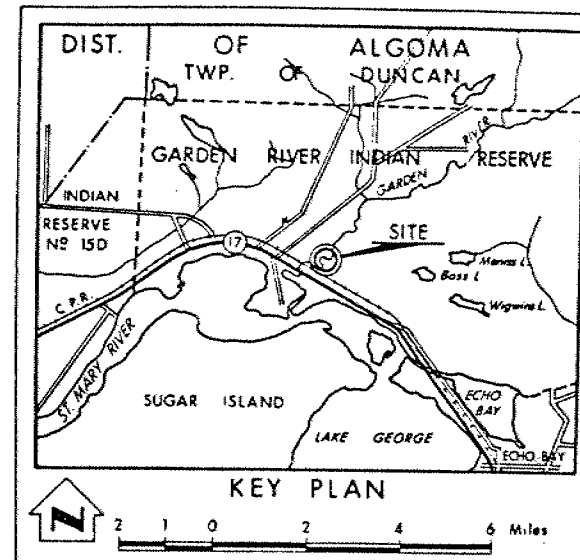 DIST. OF ALGOMA
TWP. OF DUNCAN
GARDEN RIVER INDIAN RESERVE
GARDEN RIVER
INDIAN
RESERVE
Nº 15D
17
SITE
C.P.R.
Bass L.
Wigwins L.
ST. MARY RIVER
SUGAR ISLAND
LAKE GEORGE
ECHO
BAY
ECHO BAY
KEY PLAN
N
2 1 0 2 4 6 Miles